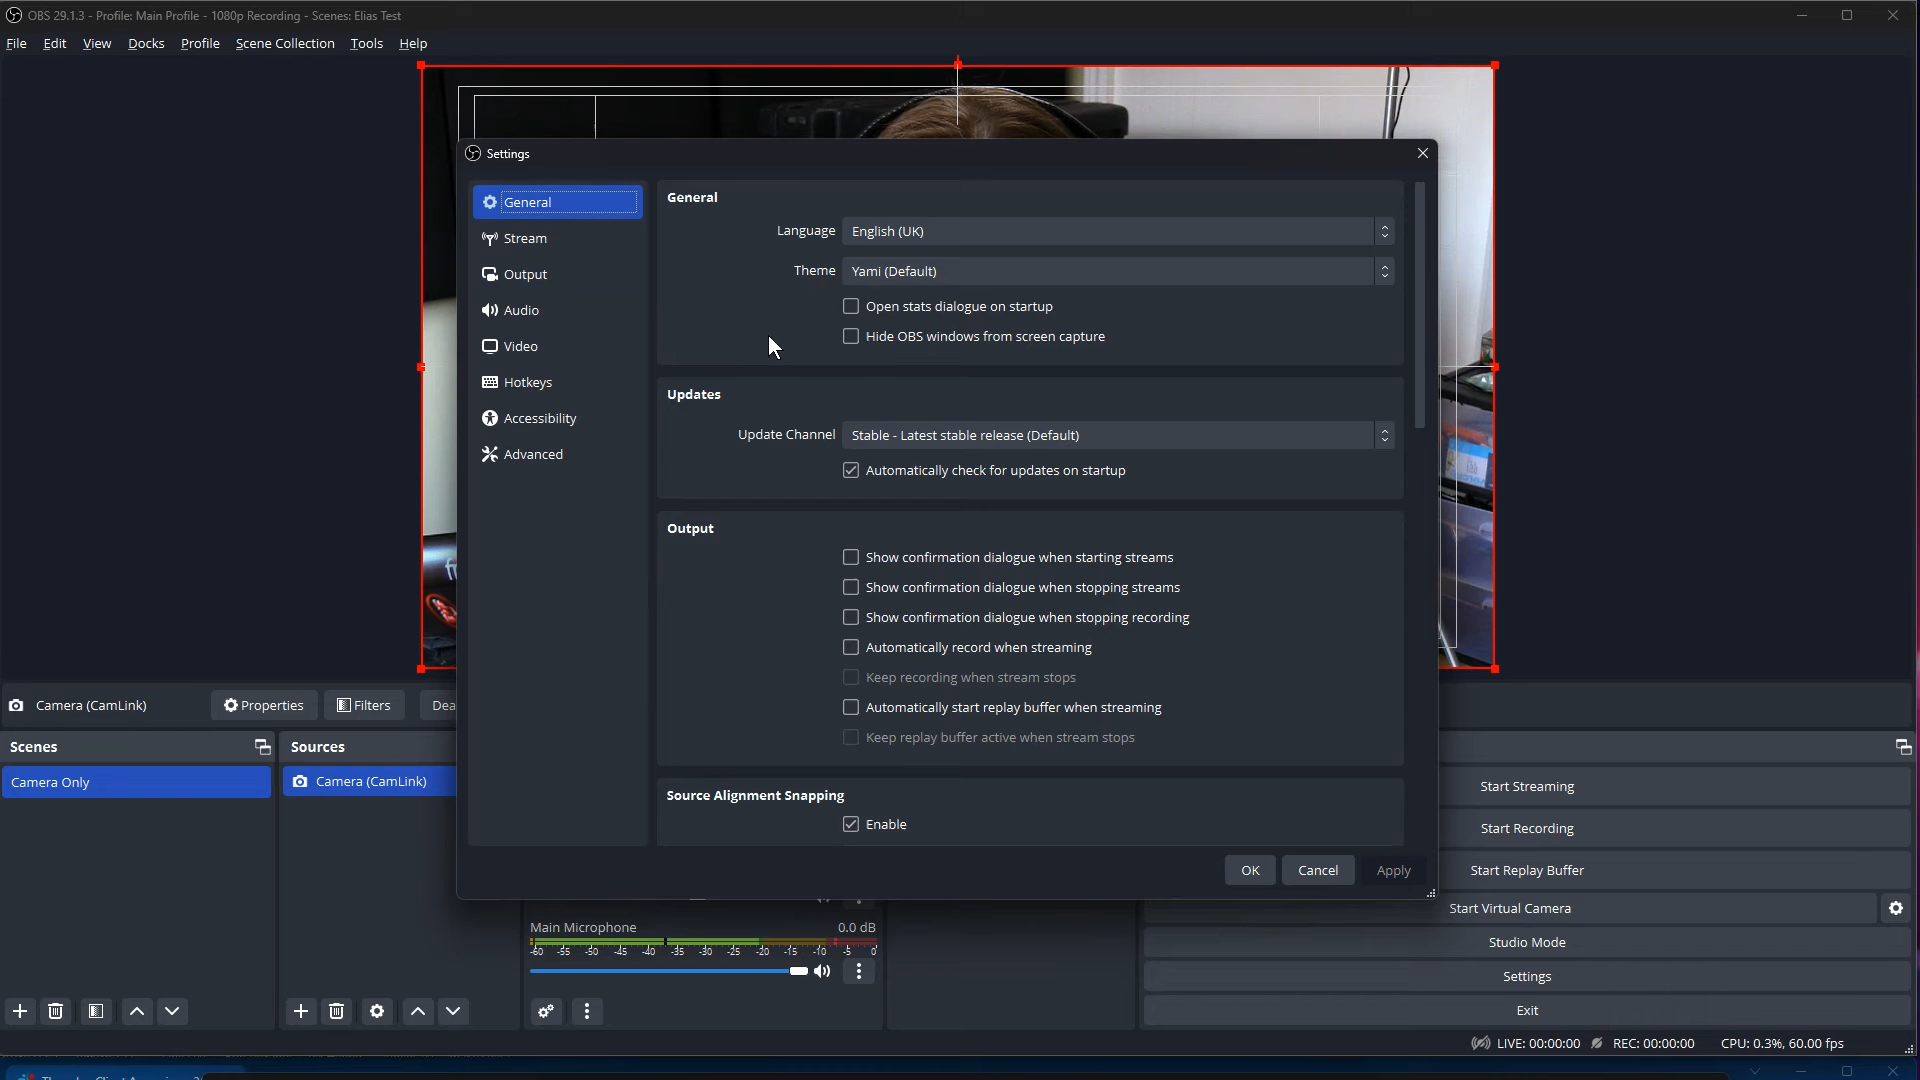 OBS 29.1.3 - Profile: Main Profile - 1080p Recording - Scenes: Elias Test
File Edit View Docks Profile Scene Collection Tools Help
Settings
General
Stream
Output
Audio
Video
Hotkeys
Accessibility
Advanced
General
Language English (UK)
Theme Yami (Default)
Open stats dialogue on startup
Hide OBS windows from screen capture
Updates
Update Channel Stable - Latest stable release (Default)
Automatically check for updates on startup
Output
Show confirmation dialogue when starting streams
Show confirmation dialogue when stopping streams
Show confirmation dialogue when stopping recording
Automatically record when streaming
Keep recording when stream stops
Automatically start replay buffer when streaming
Keep replay buffer active when stream stops
Source Alignment Snapping
Enable
OK Cancel Apply
Camera (CamLink) Properties Filters Dea
Scenes
Camera Only
Sources
Camera (CamLink)
Main Microphone 0.0 dB
-60 -55 -50 -45 -40 -35 -30 -25 -20 -15 -10 -5 0
Start Streaming
Start Recording
Start Replay Buffer
Start Virtual Camera
Studio Mode
Settings
Exit
LIVE: 00:00:00 REC: 00:00:00 CPU: 0.3%, 60.00 fps